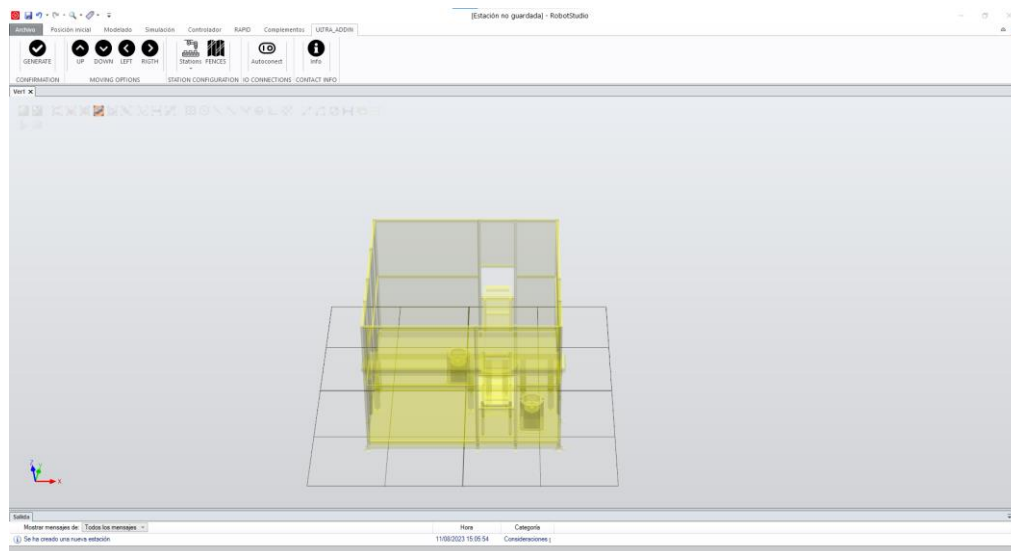 [Estación no guardada] - RobotStudio
Archivo Posición inicial Modelado Simulación Controlador RAPID Complementos ULTRA_ADDIN
GENERATE UP DOWN LEFT RIGTH Stations FENCES Autoconect Info
CONFIRMATION MOVING OPTIONS STATION CONFIGURATION IO CONNECTIONS CONTACT INFO
Ver1 x
Z
X
Salida
Mostrar mensajes de: Todos los mensajes Hora Categoría
Se ha creado una nueva estación 11/08/2023 15:05:54 Consideraciones